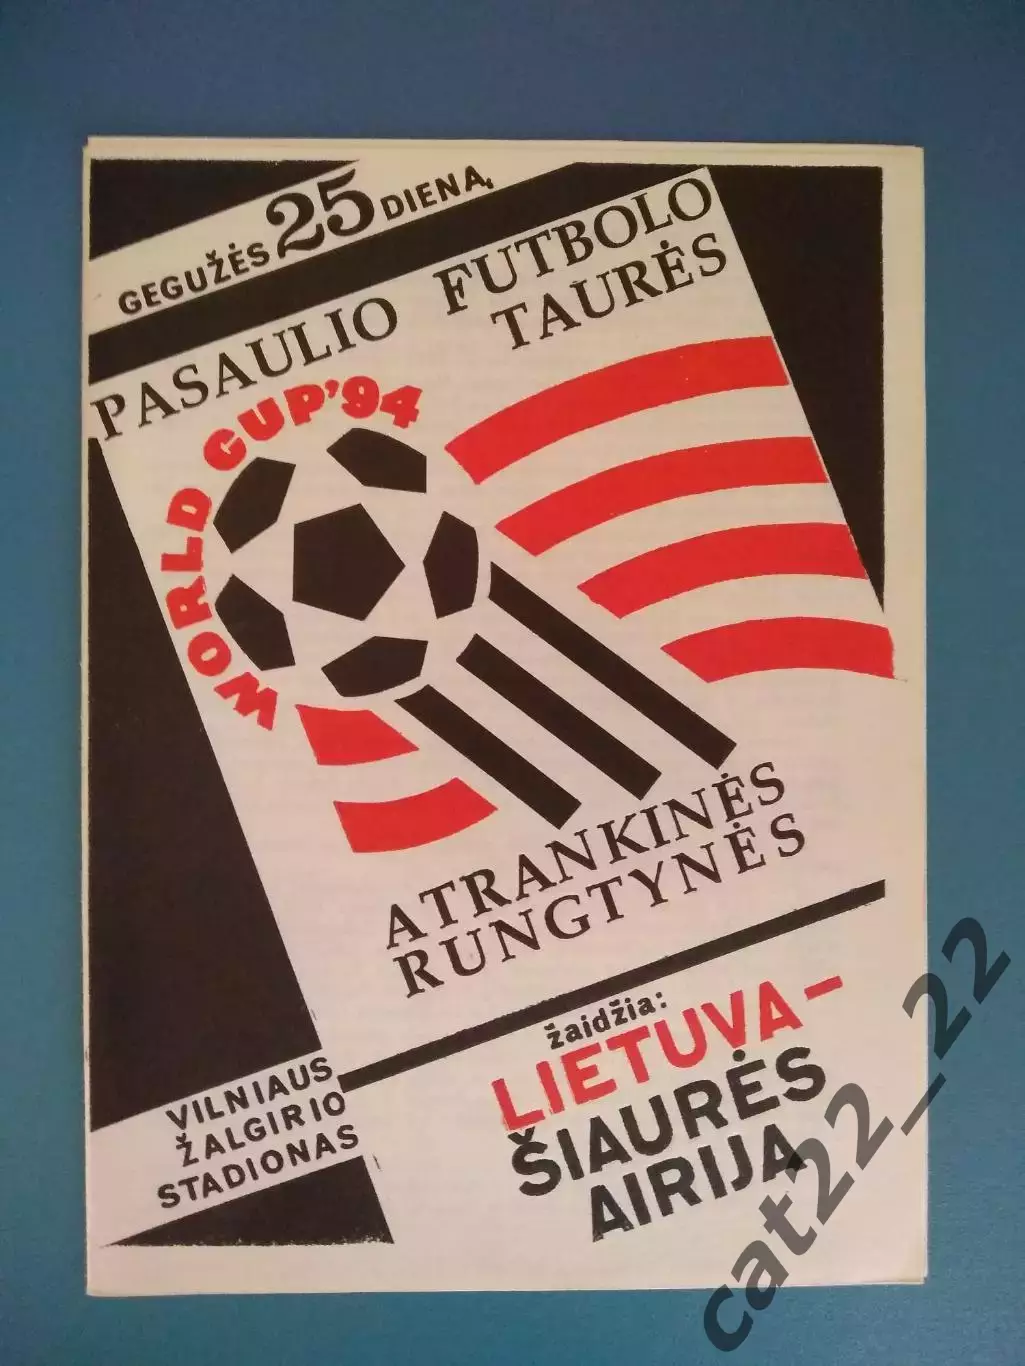 GEGUŽĖS 25 DIENA,
PASAULIO FUTBOLO
TAURĖS
WORLD CUP'94
ATRANKINĖS
RUNGTYNĖS
žaidžia:
LIETUVA-
ŠIAURĖS
AIRIJA
VILNIAUS
ŽALGIRIO
STADIONAS
cat22_22